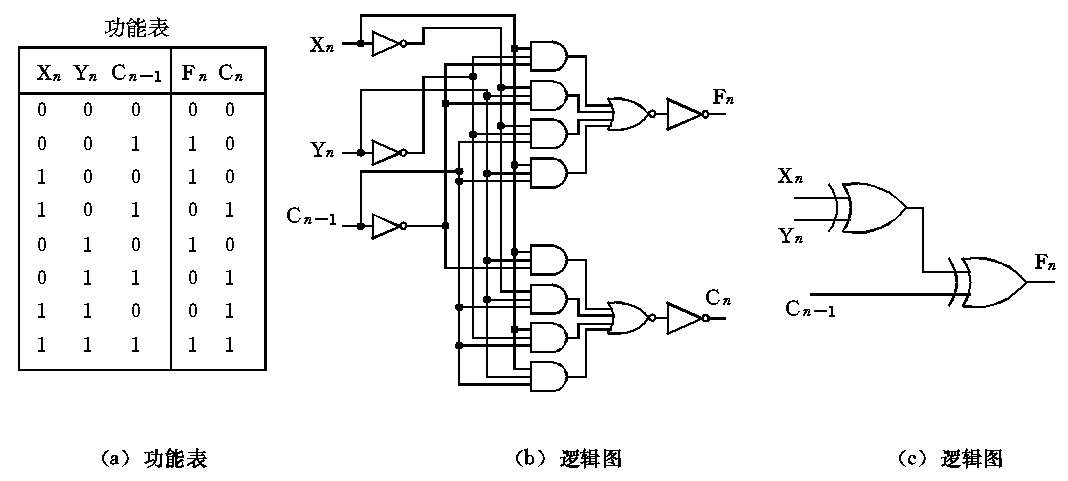 功能表
Xn Yn Cn−1 Fn Cn
0 0 0 0 0
0 0 1 1 0
1 0 0 1 0
1 0 1 0 1
0 1 0 1 0
0 1 1 0 1
1 1 0 0 1
1 1 1 1 1
(a) 功能表
Xn
Yn
Cn−1
Fn
Cn
(b) 逻辑图
Xn
Yn
Cn−1
Fn
(c) 逻辑图